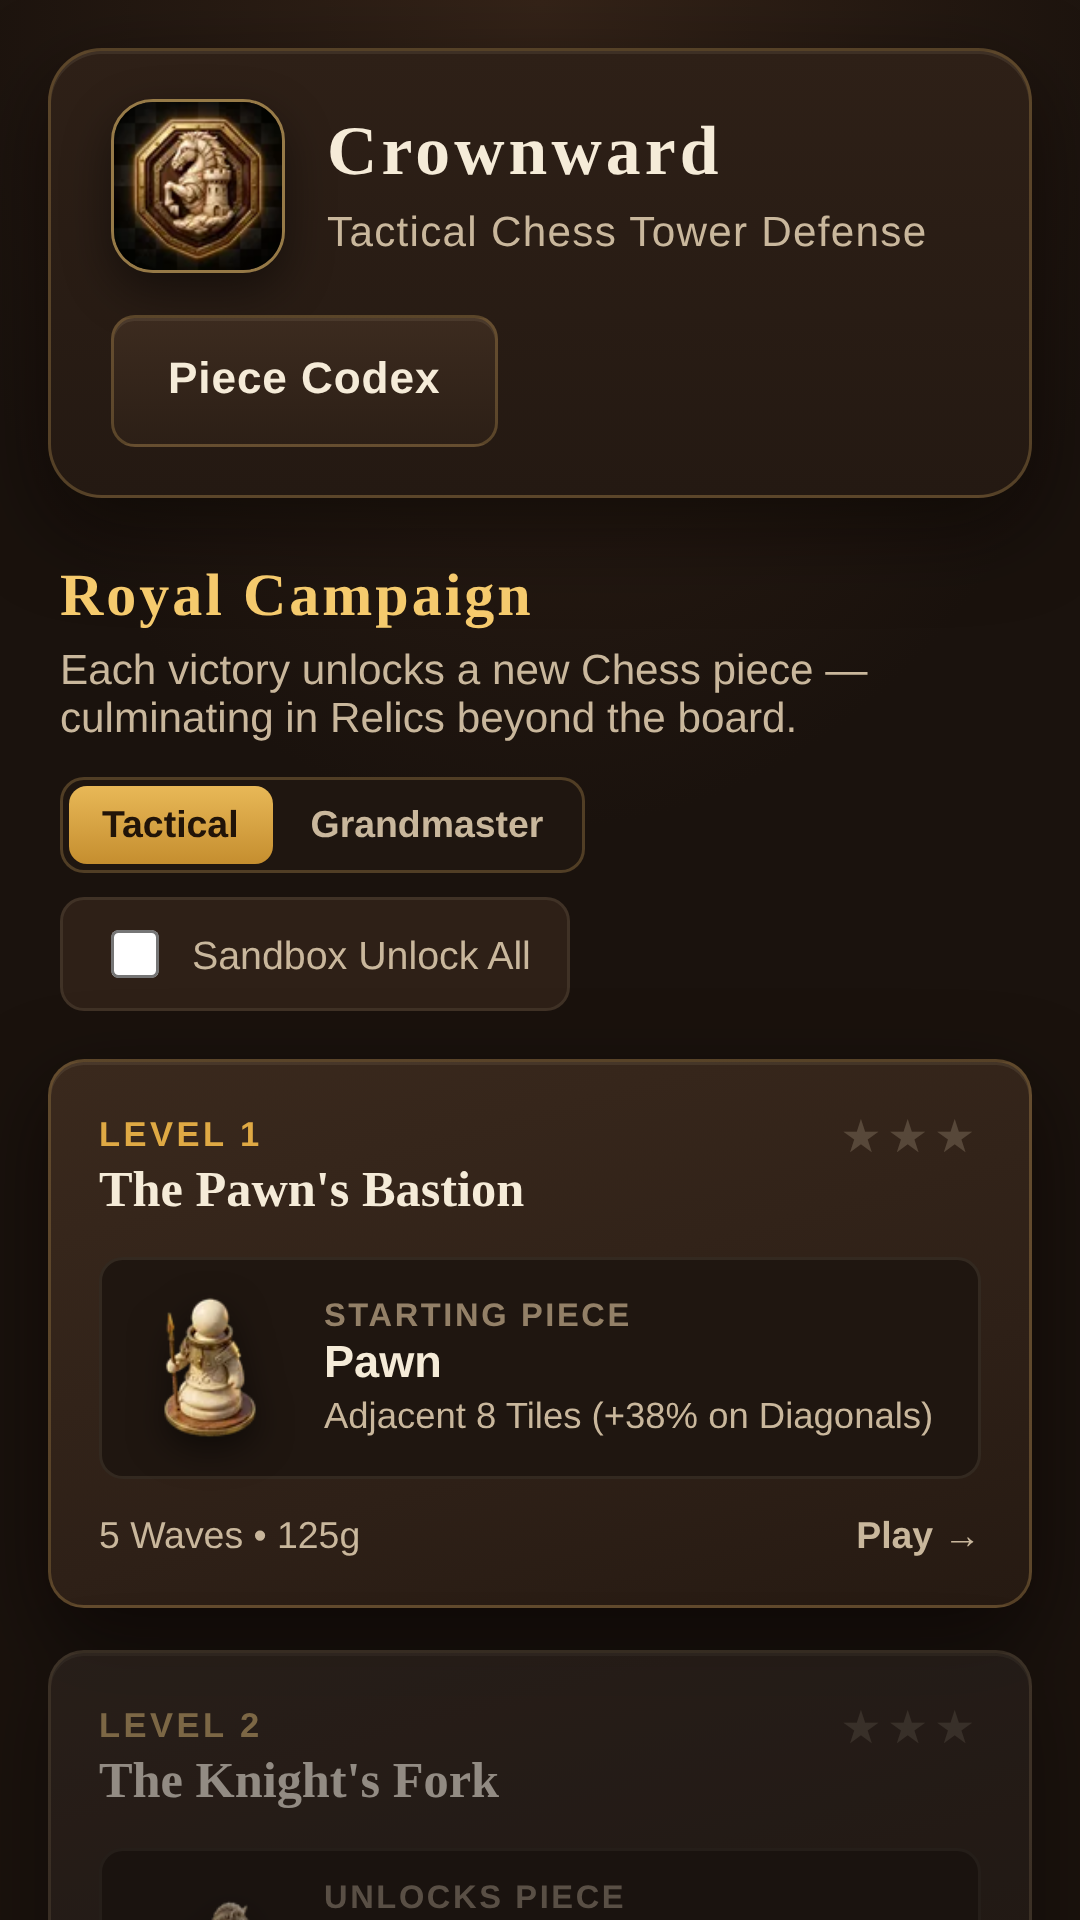 Crownward
Tactical Chess Tower Defense
Piece Codex
Royal Campaign
Each victory unlocks a new Chess piece —
culminating in Relics beyond the board.
Tactical
Grandmaster
Sandbox Unlock All
LEVEL 1
★★★
The Pawn's Bastion
STARTING PIECE
Pawn
Adjacent 8 Tiles (+38% on Diagonals)
5 Waves • 125g
Play →
LEVEL 2
★★★
The Knight's Fork
UNLOCKS PIECE